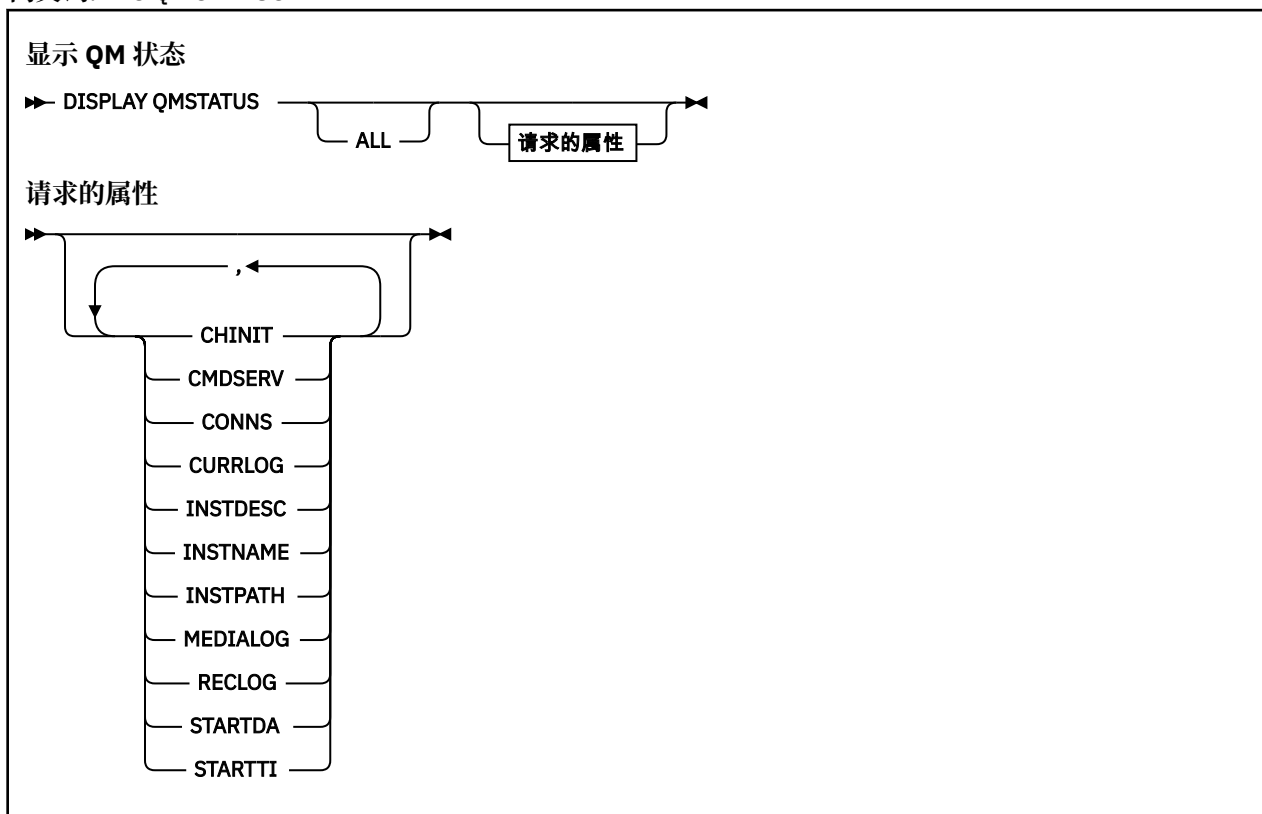 显示 QM 状态
DISPLAY QMSTATUS
ALL
请求的属性
请求的属性
,
CHINIT
CMDSERV
CONNS
CURRLOG
INSTDESC
INSTNAME
INSTPATH
MEDIALOG
RECLOG
STARTDA
STARTTI